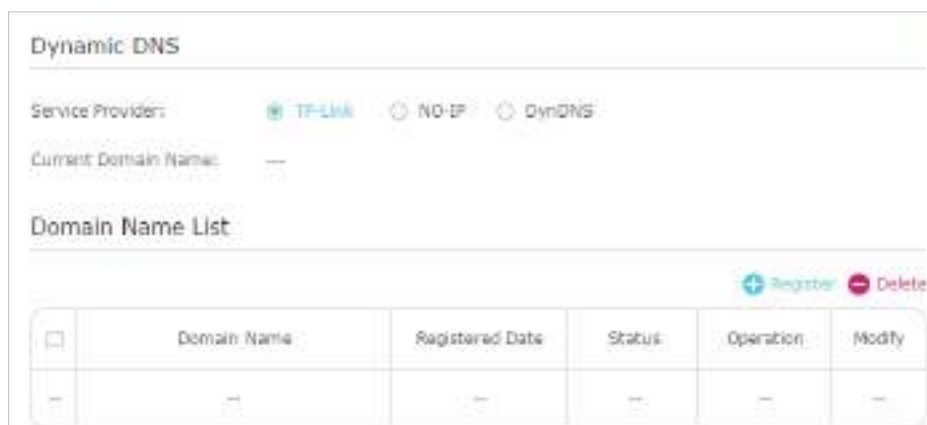 Dynamic DNS
Service Provider: TP-Link NO-IP DynDNS
Current Domain Name: ---
Domain Name List
Register Delete
Domain Name Registered Date Status Operation Modify
-- -- -- -- -- --